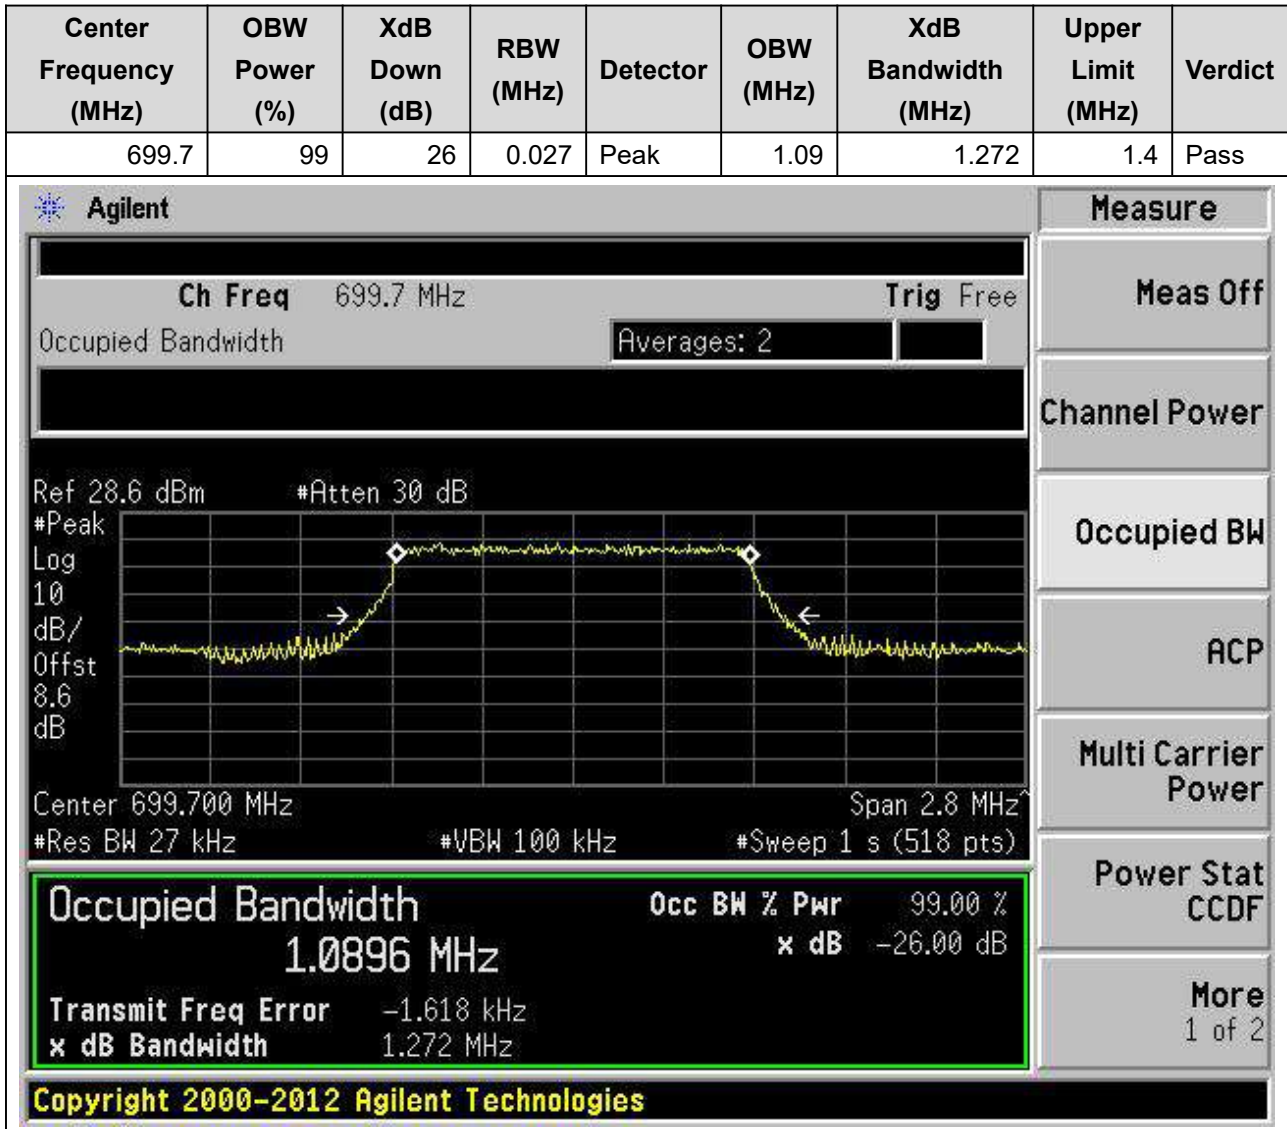 Center Frequency (MHz) OBW Power (%) XdB Down (dB) RBW (MHz) Detector OBW (MHz) XdB Bandwidth (MHz) Upper Limit (MHz) Verdict
699.7 99 26 0.027 Peak 1.09 1.272 1.4 Pass
Agilent
Ch Freq 699.7 MHz Trig Free
Occupied Bandwidth Averages: 2
Ref 28.6 dBm #Atten 30 dB
#Peak
Log
10
dB/
Offst
8.6
dB
Center 699.700 MHz Span 2.8 MHz^
#Res BW 27 kHz #VBW 100 kHz #Sweep 1 s (518 pts)
Occupied Bandwidth Occ BW % Pwr 99.00 %
1.0896 MHz x dB -26.00 dB
Transmit Freq Error -1.618 kHz
x dB Bandwidth 1.272 MHz
Copyright 2000-2012 Agilent Technologies
Measure
Meas Off
Channel Power
Occupied BW
ACP
Multi Carrier
Power
Power Stat
CCDF
More
1 of 2